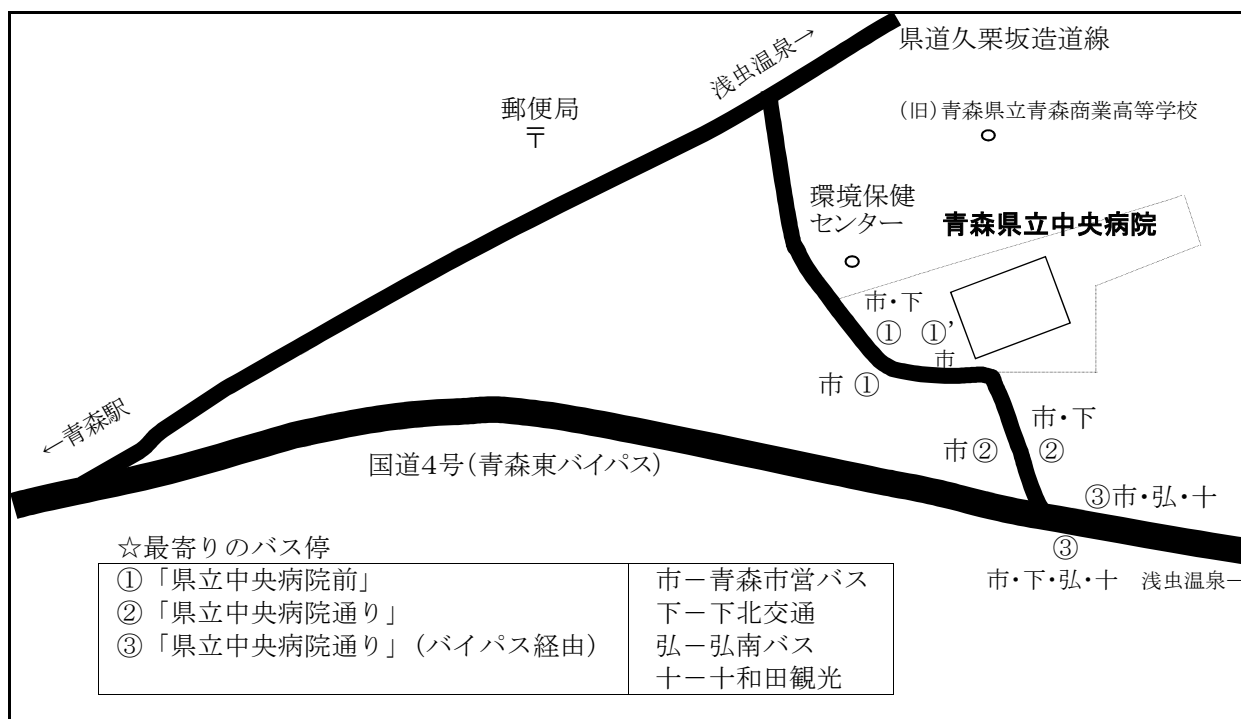 県道久栗坂造道線
浅虫温泉→
郵便局
〒
(旧)青森県立青森商業高等学校
環境保健
センター
青森県立中央病院
市・下
① ①’
市
市 ①
市・下
市② ②
←青森駅
国道4号(青森東バイパス)
③市・弘・十
③
市・下・弘・十 浅虫温泉→
☆最寄りのバス停
①「県立中央病院前」
②「県立中央病院通り」
③「県立中央病院通り」(バイパス経由)
市－青森市営バス
下－下北交通
弘－弘南バス
十－十和田観光